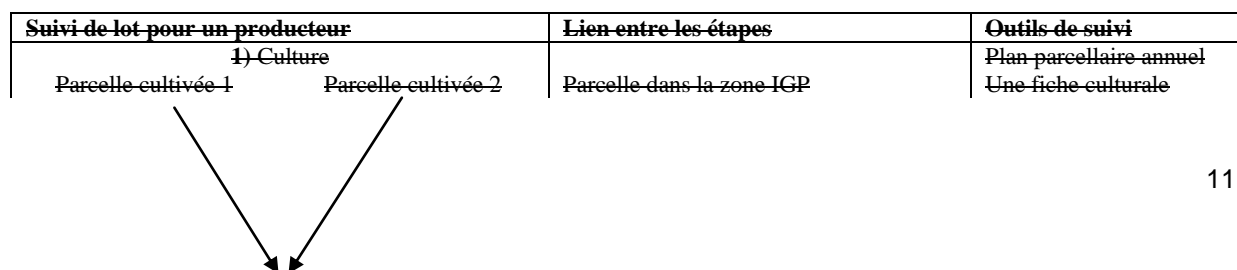 Suivi de lot pour un producteur Lien entre les étapes Outils de suivi
1) Culture Plan parcellaire annuel
Parcelle cultivée 1 Parcelle cultivée 2 Parcelle dans la zone IGP Une fiche culturale
11